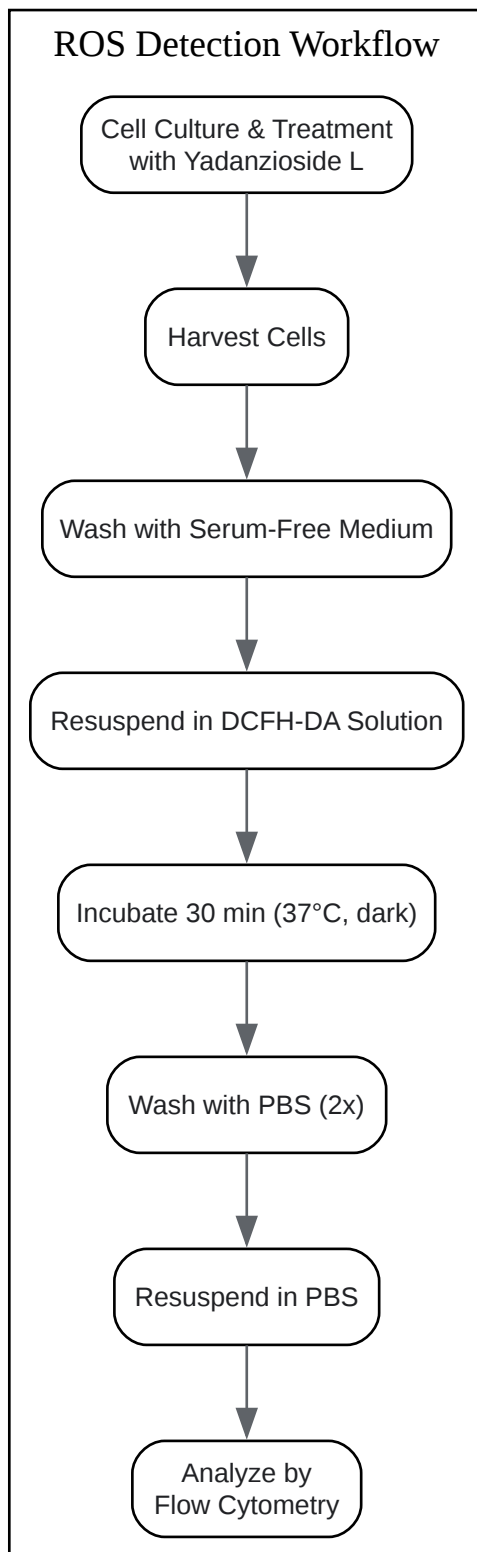 ROS Detection Workflow
Cell Culture & Treatment
with Yadanzioside L
Harvest Cells
Wash with Serum-Free Medium
Resuspend in DCFH-DA Solution
Incubate 30 min (37°C, dark)
Wash with PBS (2x)
Resuspend in PBS
Analyze by
Flow Cytometry